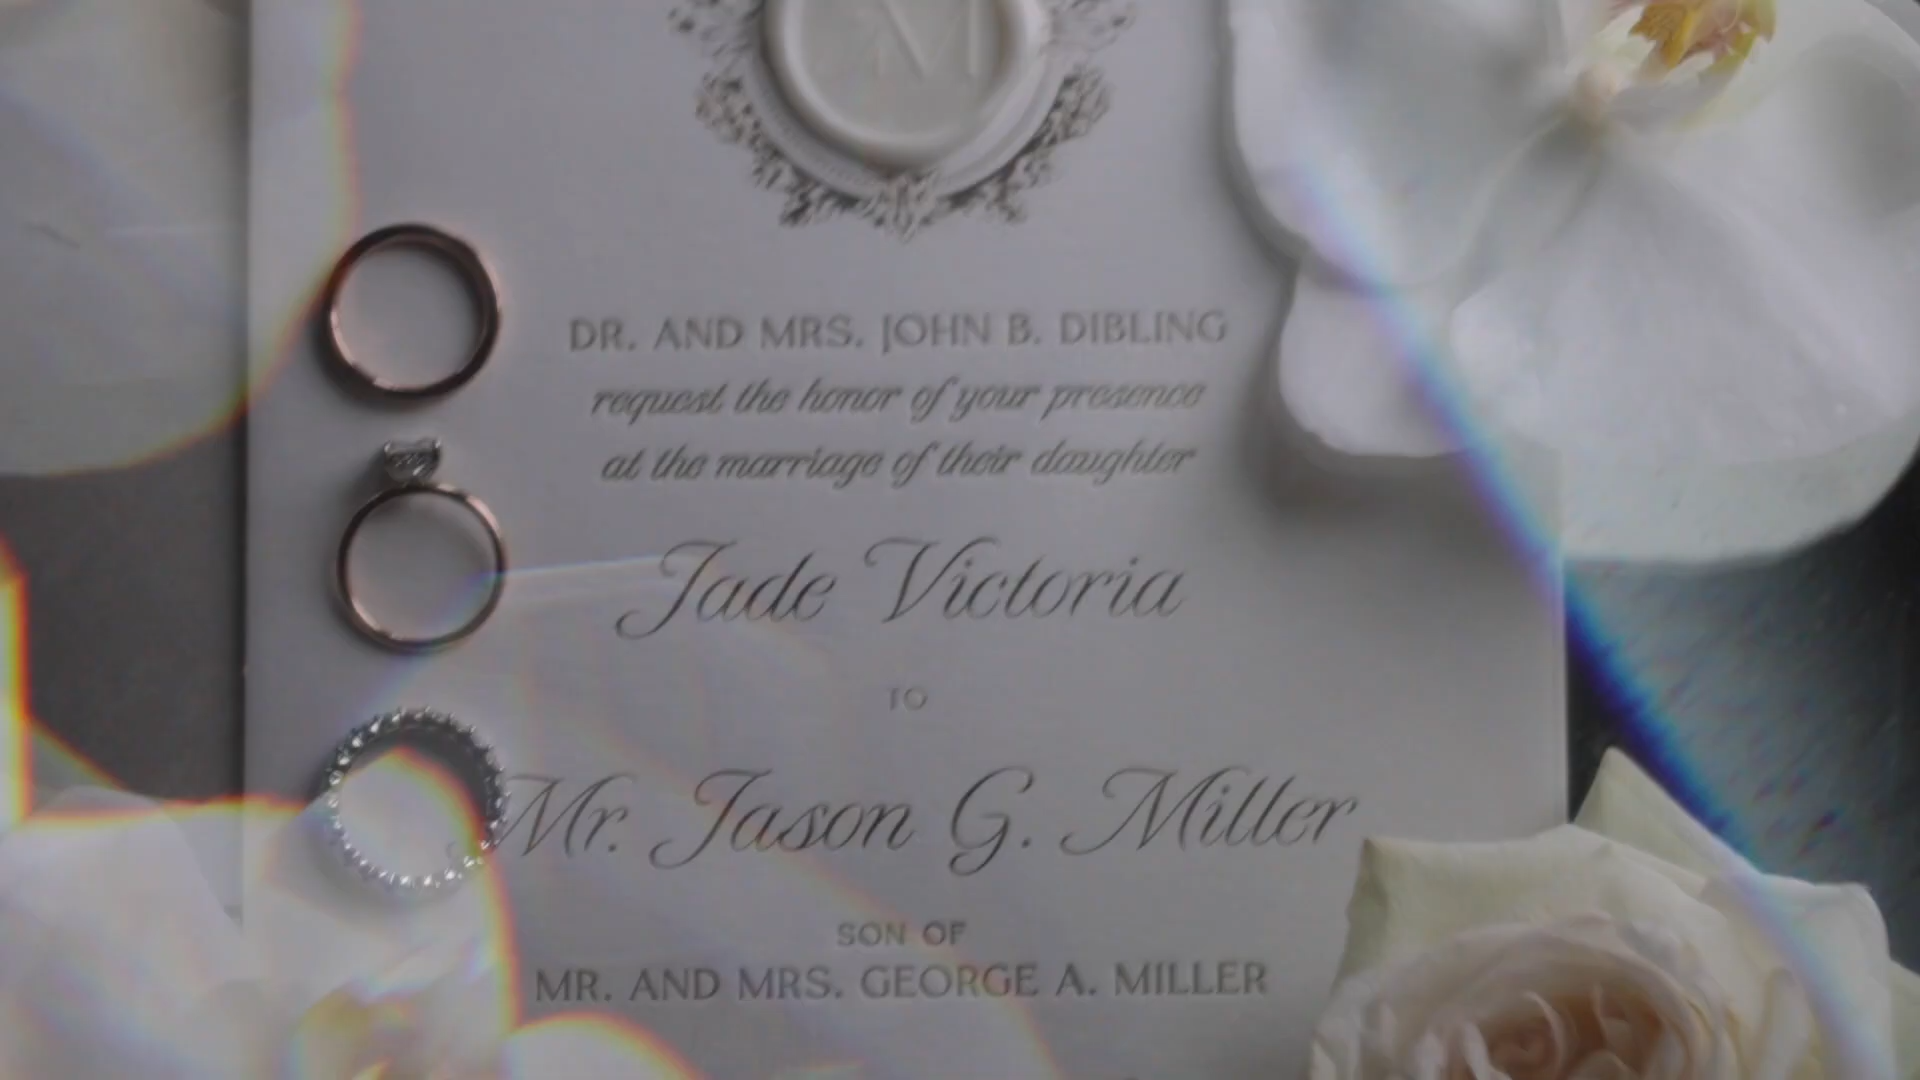 M
DR. AND MRS. JOHN B. DIBLING
request the honor of your presence
at the marriage of their daughter
Jade Victoria
TO
Mr. Jason G. Miller
SON OF
MR. AND MRS. GEORGE A. MILLER